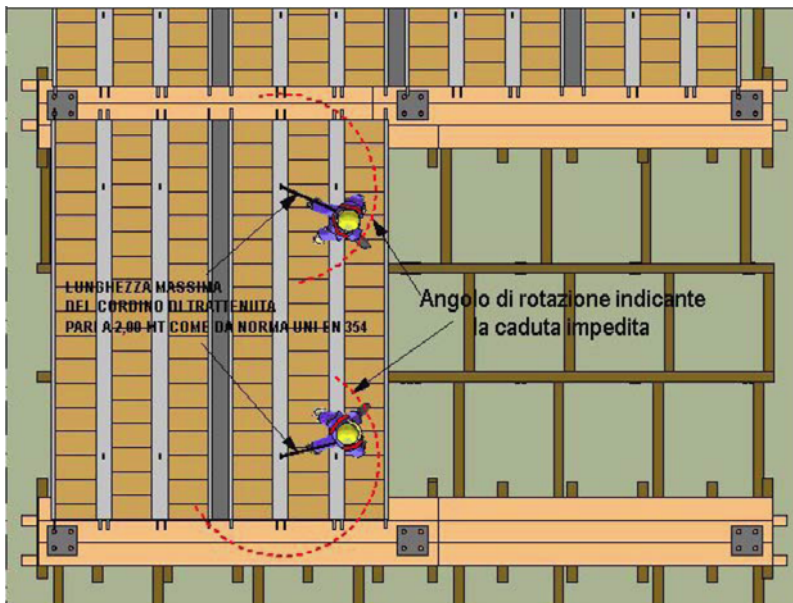 LUNGHEZZA MASSIMA
DEL CORDINO DI TRATTENUTA
PARI A 2,00 MT COME DA NORMA UNI EN 354
Angolo di rotazione indicante
la caduta impedita